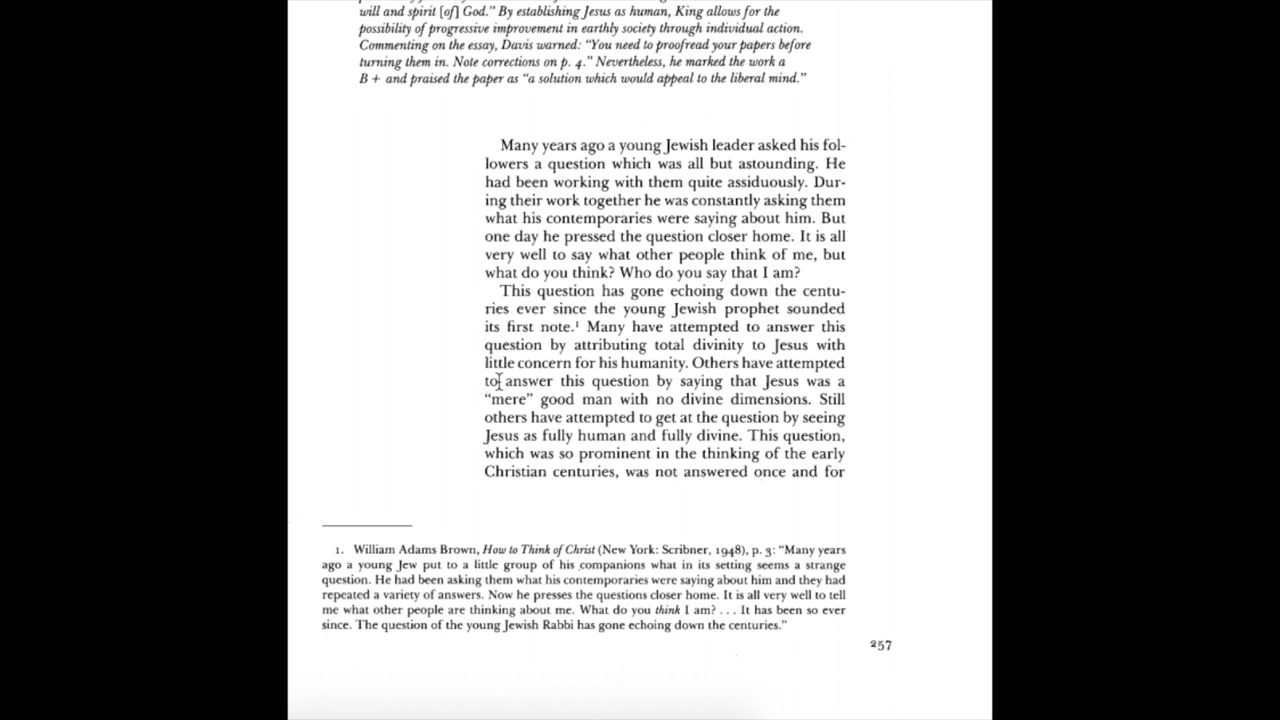 will and spirit [of] God." By establishing Jesus as human, King allows for the
possibility of progressive improvement in earthly society through individual action.
Commenting on the essay, Davis warned: "You need to proofread your papers before
turning them in. Note corrections on p. 4." Nevertheless, he marked the work a
B + and praised the paper as "a solution which would appeal to the liberal mind."
Many years ago a young Jewish leader asked his fol-
lowers a question which was all but astounding. He
had been working with them quite assiduously. Dur-
ing their work together he was constantly asking them
what his contemporaries were saying about him. But
one day he pressed the question closer home. It is all
very well to say what other people think of me, but
what do you think? Who do you say that I am?
This question has gone echoing down the centu-
ries ever since the young Jewish prophet sounded
its first note.¹ Many have attempted to answer this
question by attributing total divinity to Jesus with
little concern for his humanity. Others have attempted
to answer this question by saying that Jesus was a
"mere" good man with no divine dimensions. Still
others have attempted to get at the question by seeing
Jesus as fully human and fully divine. This question,
which was so prominent in the thinking of the early
Christian centuries, was not answered once and for
1. William Adams Brown, How to Think of Christ (New York: Scribner, 1948), p. 3: "Many years
ago a young Jew put to a little group of his companions what in its setting seems a strange
question. He had been asking them what his contemporaries were saying about him and they had
repeated a variety of answers. Now he presses the questions closer home. It is all very well to tell
me what other people are thinking about me. What do you think I am? . . . It has been so ever
since. The question of the young Jewish Rabbi has gone echoing down the centuries."
257